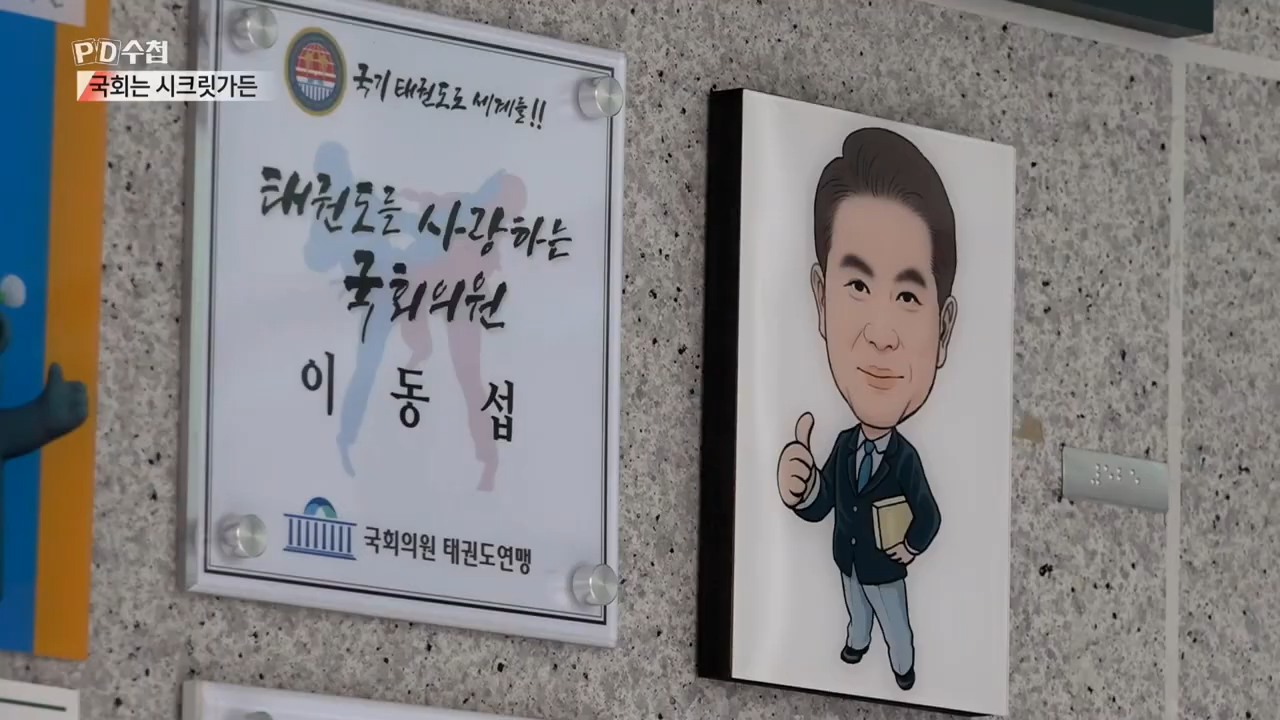 PD수첩
국회는 시크릿가든
국기 태권도로 세계를!!
태권도를 사랑하는
국회의원
이동섭
국회의원 태권도연맹